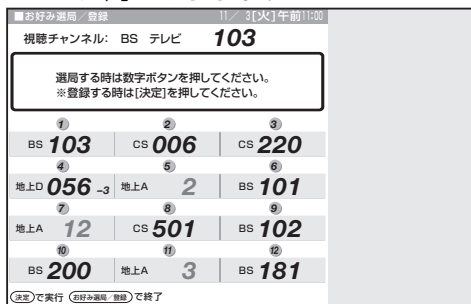 ■お好み選局／登録 11／ 3[火]午前11:00
視聴チャンネル: BS テレビ 103
選局する時は数字ボタンを押してください。
※登録する時は[決定]を押してください。
① ② ③
BS 103 CS 006 CS 220
④ ⑤ ⑥
地上D 056 -3 地上A 2 BS 101
⑦ ⑧ ⑨
地上A 12 CS 501 BS 102
⑩ ⑪ ⑫
BS 200 地上A 3 BS 181
決定で実行 お好み選局／登録で終了